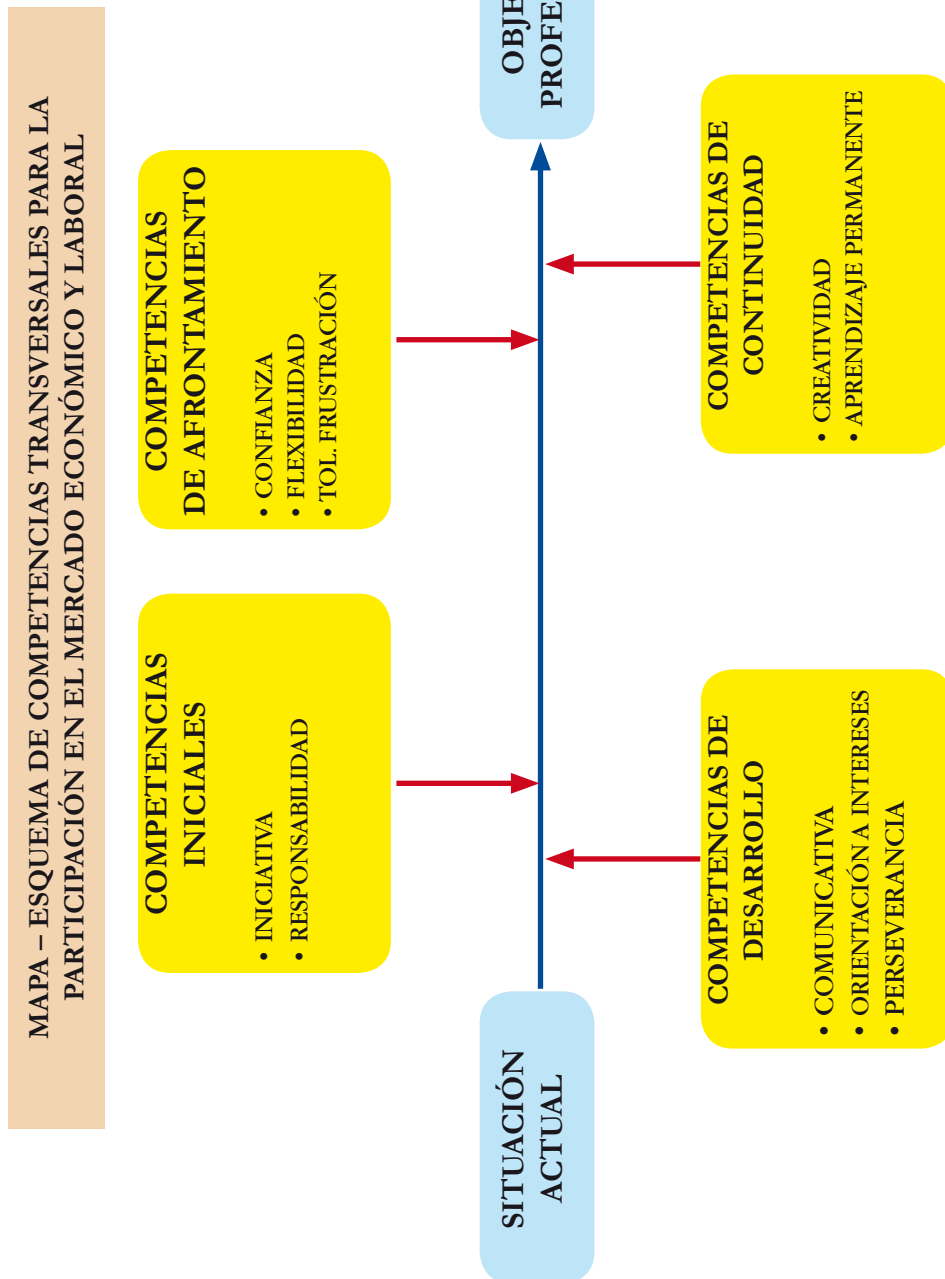 MAPA – ESQUEMA DE COMPETENCIAS TRANSVERSALES PARA LA
PARTICIPACIÓN EN EL MERCADO ECONÓMICO Y LABORAL
COMPETENCIAS
INICIALES
• INICIATIVA
• RESPONSABILIDAD
COMPETENCIAS
DE AFRONTAMIENTO
• CONFIANZA
• FLEXIBILIDAD
• TOL. FRUSTRACIÓN
SITUACIÓN
ACTUAL
OBJE
PROFE
COMPETENCIAS DE
DESARROLLO
• COMUNICATIVA
• ORIENTACIÓN A INTERESES
• PERSEVERANCIA
COMPETENCIAS DE
CONTINUIDAD
• CREATIVIDAD
• APRENDIZAJE PERMANENTE